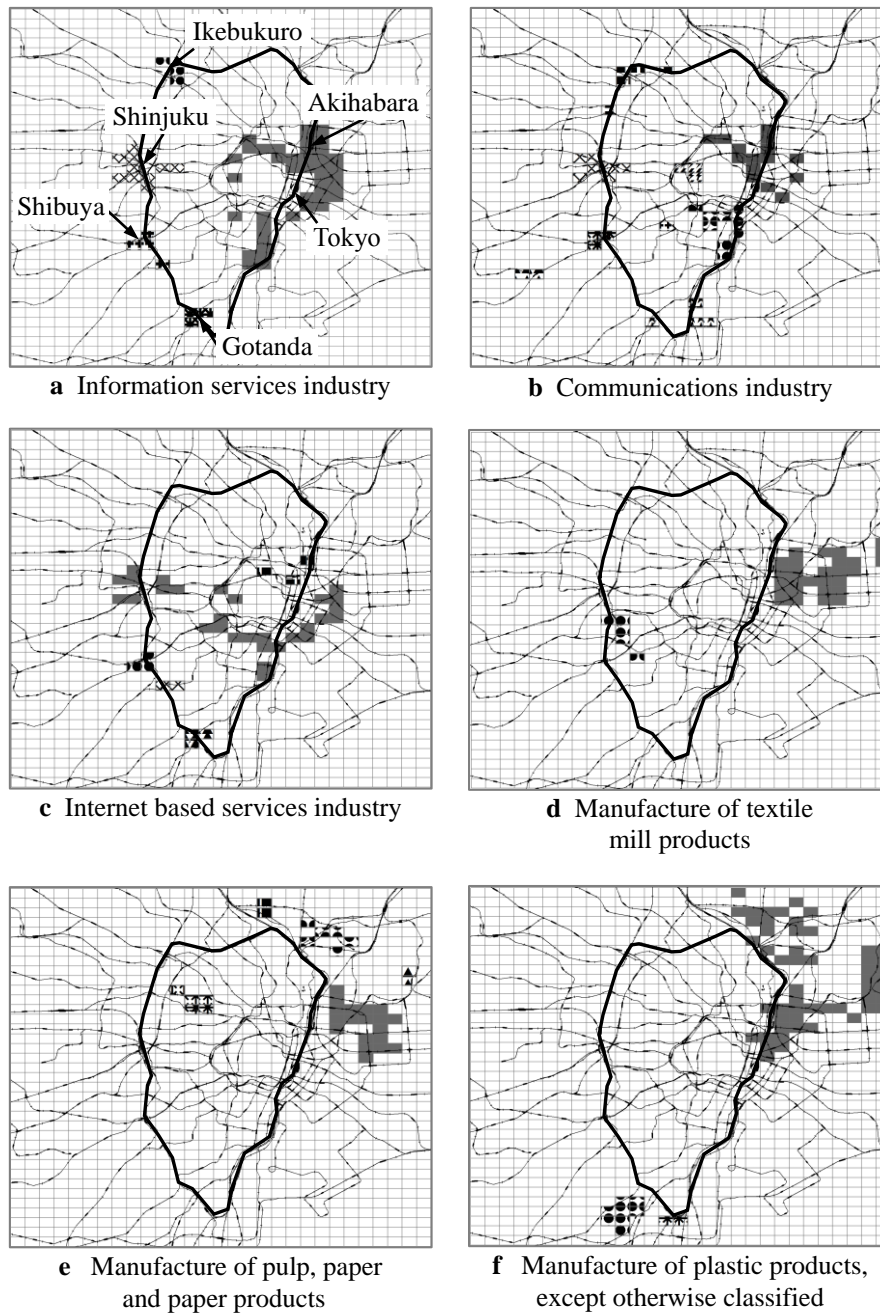 Ikebukuro
Akihabara
Shinjuku
Shibuya
Tokyo
Gotanda
a Information services industry
b Communications industry
c Internet based services industry
d Manufacture of textile
mill products
e Manufacture of pulp, paper
and paper products
f Manufacture of plastic products,
except otherwise classified